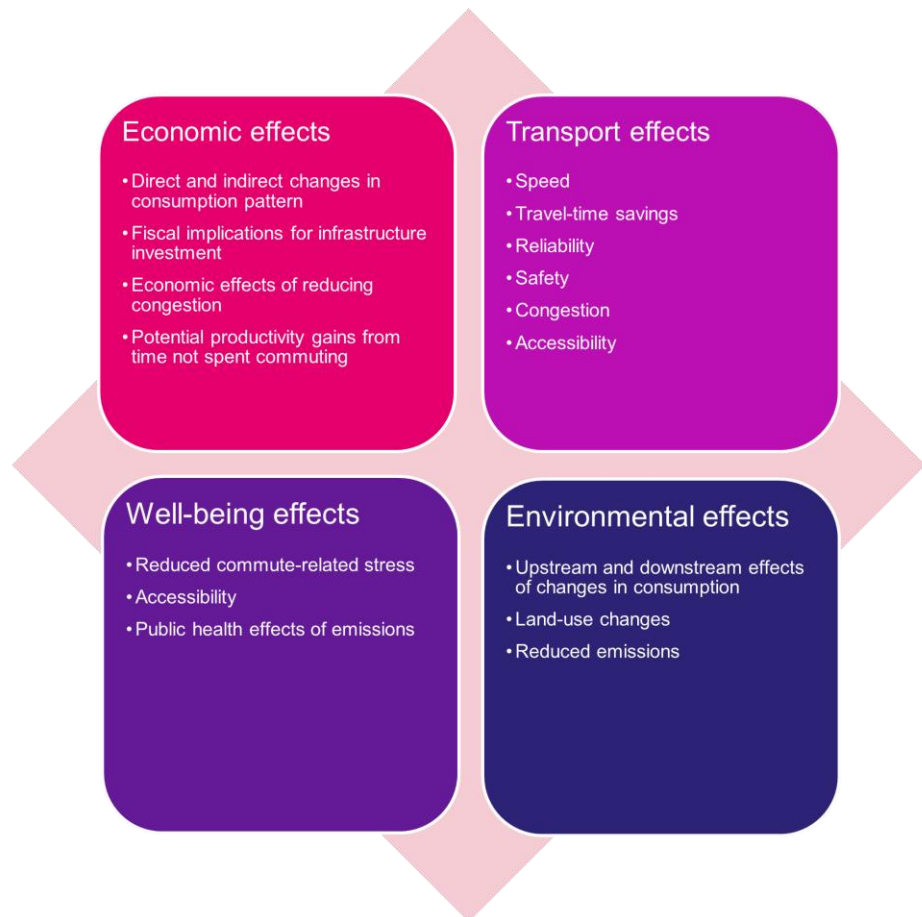 Economic effects
•Direct and indirect changes in
consumption pattern
•Fiscal implications for infrastructure
investment
•Economic effects of reducing
congestion
•Potential productivity gains from
time not spent commuting
Transport effects
•Speed
•Travel-time savings
•Reliability
•Safety
•Congestion
•Accessibility
Well-being effects
•Reduced commute-related stress
•Accessibility
•Public health effects of emissions
Environmental effects
•Upstream and downstream effects
of changes in consumption
•Land-use changes
•Reduced emissions